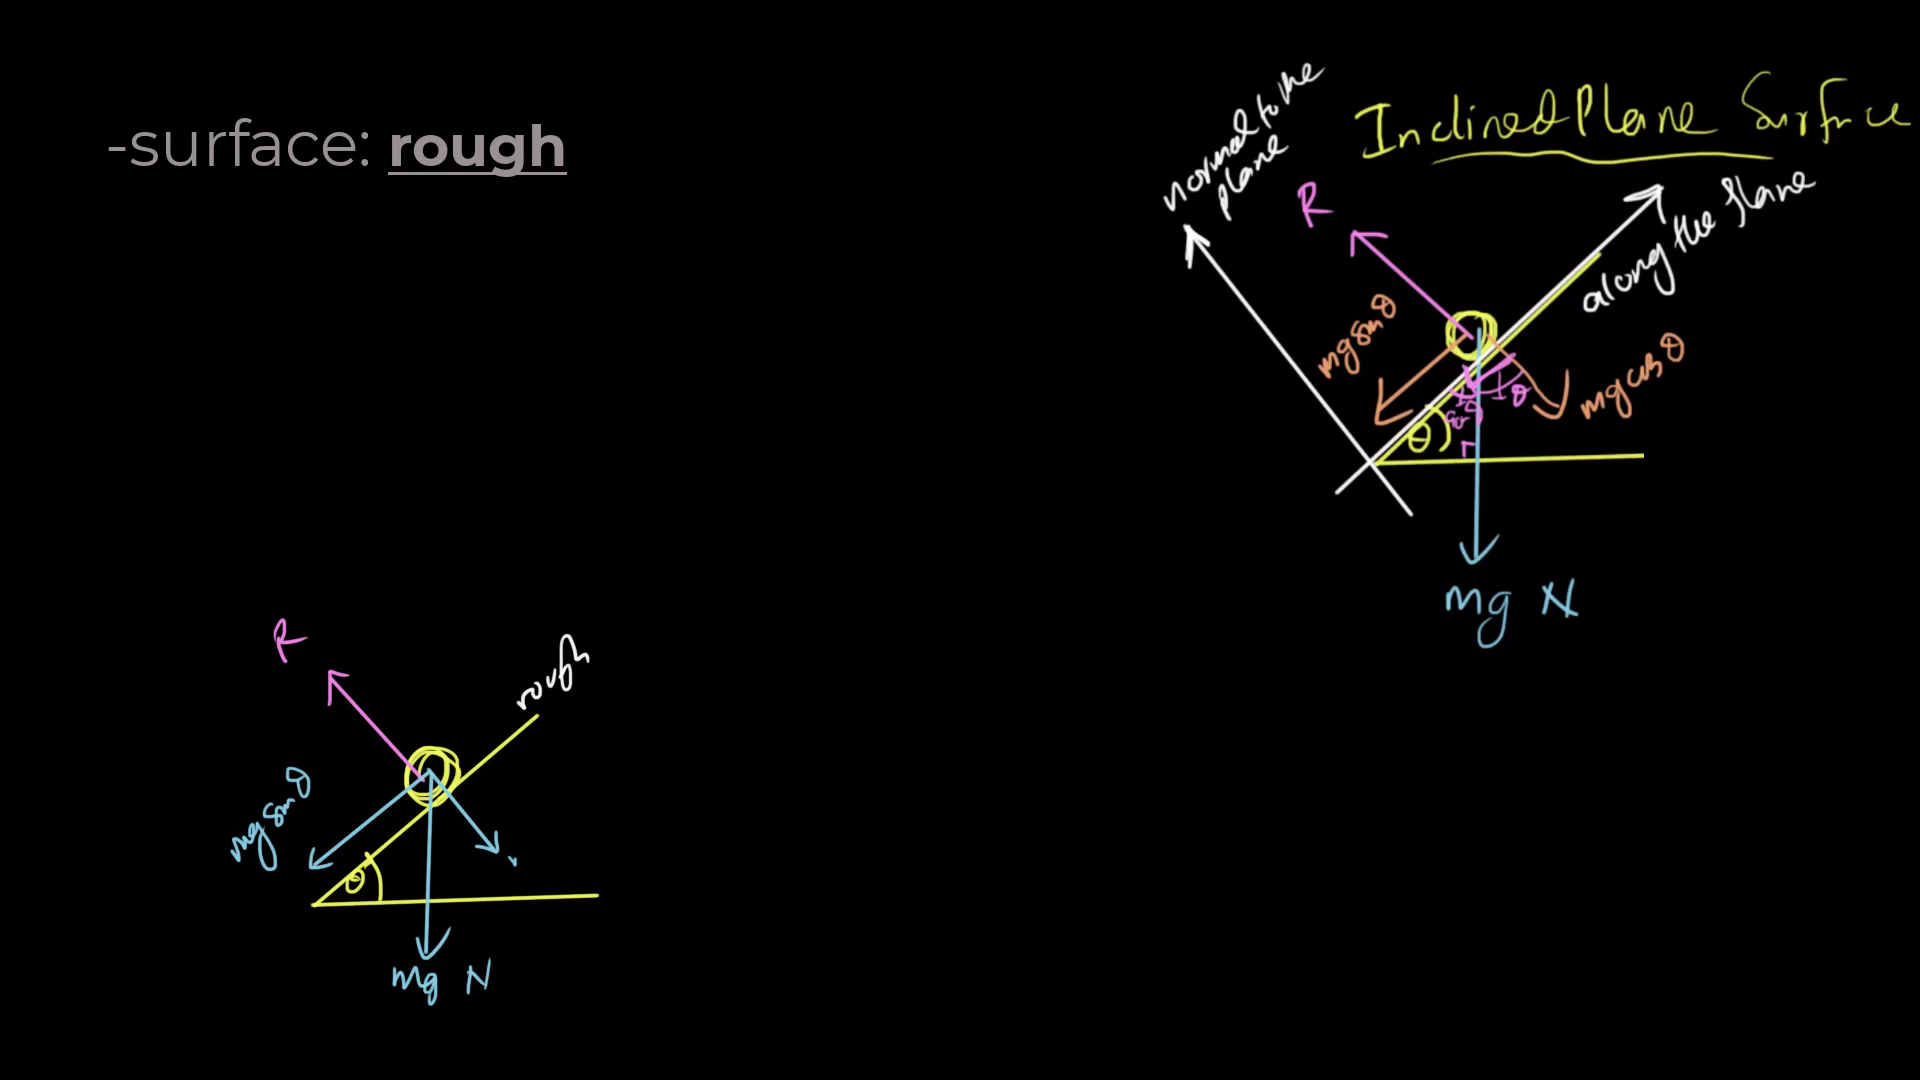 -surface: rough
Inclined Plane Surface
normal to the
plane
along the plane
R
mg sin θ
mg cos θ
θ
θ
mg N
R
rough
mg sin θ
θ
mg N